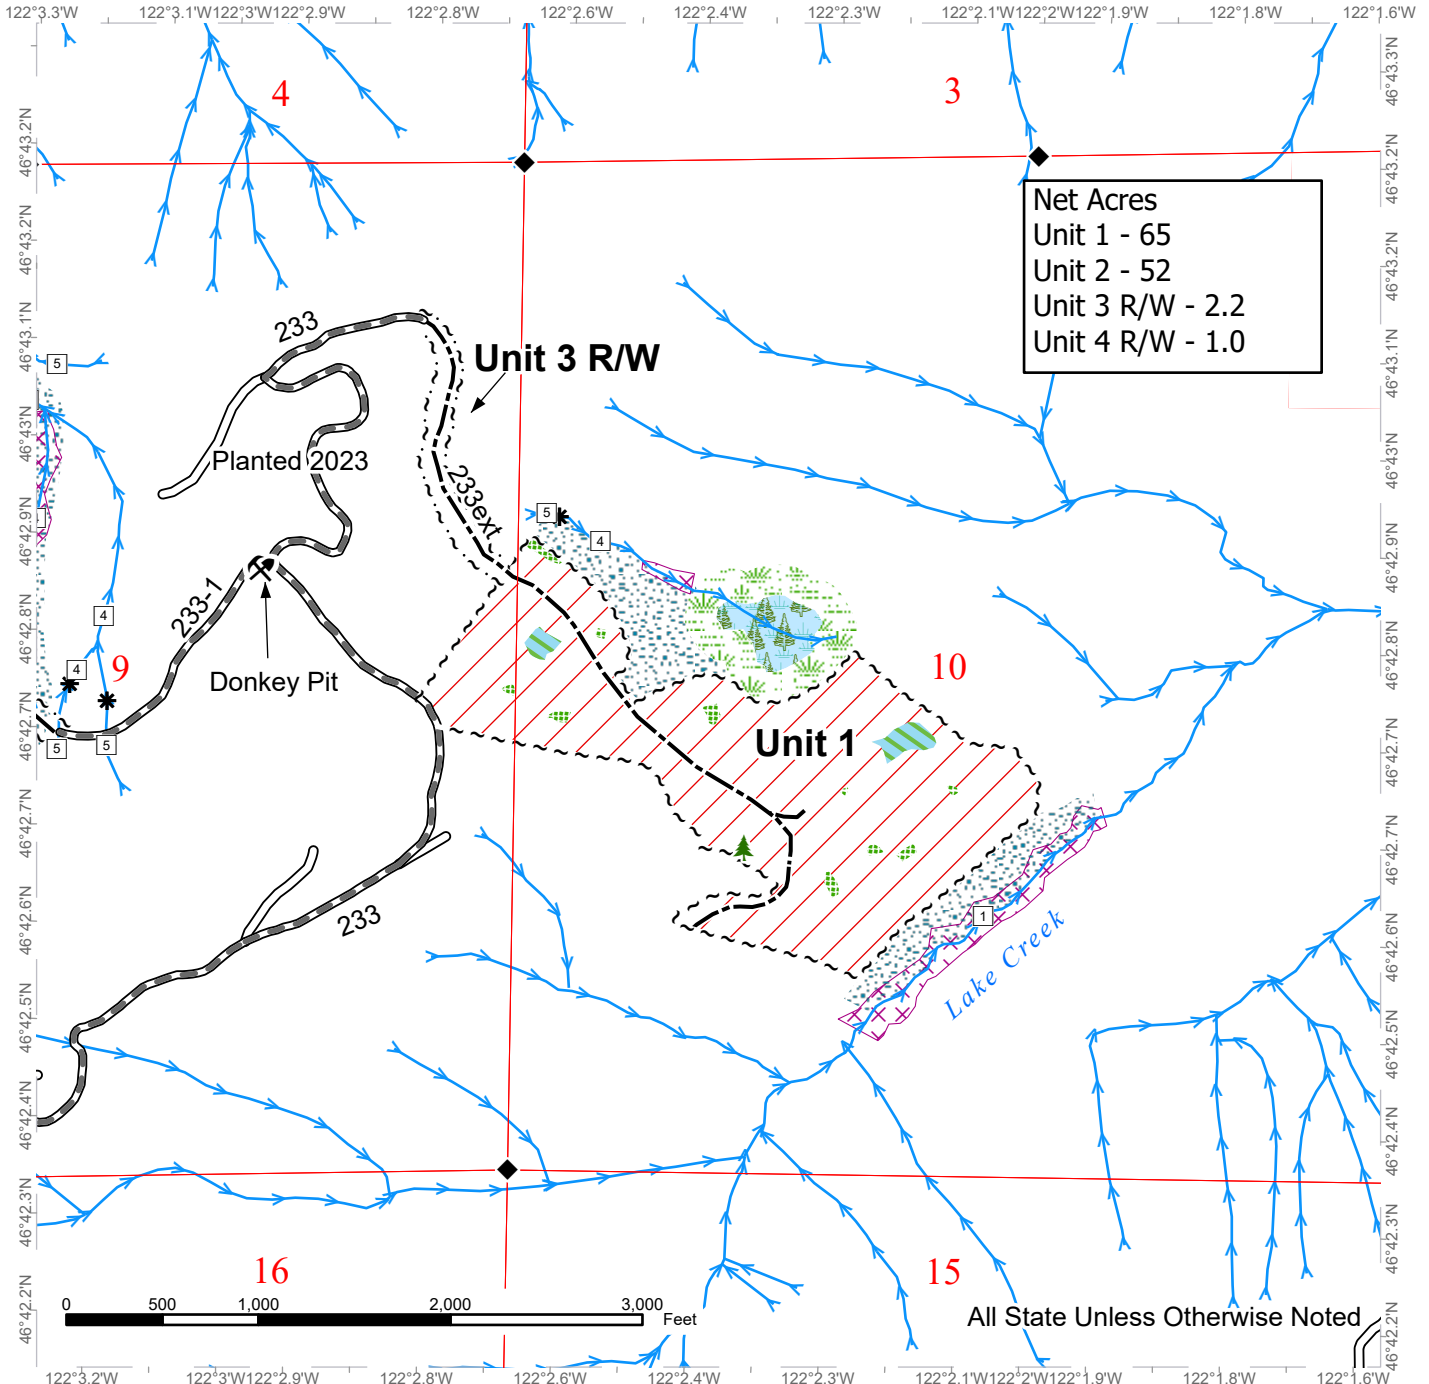 122°3.3'W 122°3.1'W 122°3'W 122°2.9'W 122°2.8'W 122°2.6'W 122°2.4'W 122°2.3'W 122°2.1'W 122°2'W 122°1.9'W 122°1.8'W 122°1.6'W
46°43.3'N
46°43.2'N
46°43.2'N
46°43.2'N
46°43.2'N
46°43.1'N
46°43.1'N
46°43'N
46°43'N
46°42.9'N
46°42.9'N
46°42.8'N
46°42.8'N
46°42.7'N
46°42.7'N
46°42.7'N
46°42.7'N
46°42.6'N
46°42.6'N
46°42.5'N
46°42.5'N
46°42.4'N
46°42.4'N
46°42.3'N
46°42.3'N
46°42.2'N
46°42.2'N
4
3
Net Acres
Unit 1 - 65
Unit 2 - 52
Unit 3 R/W - 2.2
Unit 4 R/W - 1.0
233
Unit 3 R/W
5
Planted 2023
233ext
5
4
233-1
4
9
4
Donkey Pit
10
5
5
Unit 1
233
1
Lake Creek
16
15
0 500 1,000 2,000 3,000
Feet
All State Unless Otherwise Noted
122°3.2'W 122°3'W 122°2.9'W 122°2.8'W 122°2.6'W 122°2.4'W 122°2.3'W 122°2.1'W 122°2'W 122°1.9'W 122°1.8'W 122°1.6'W